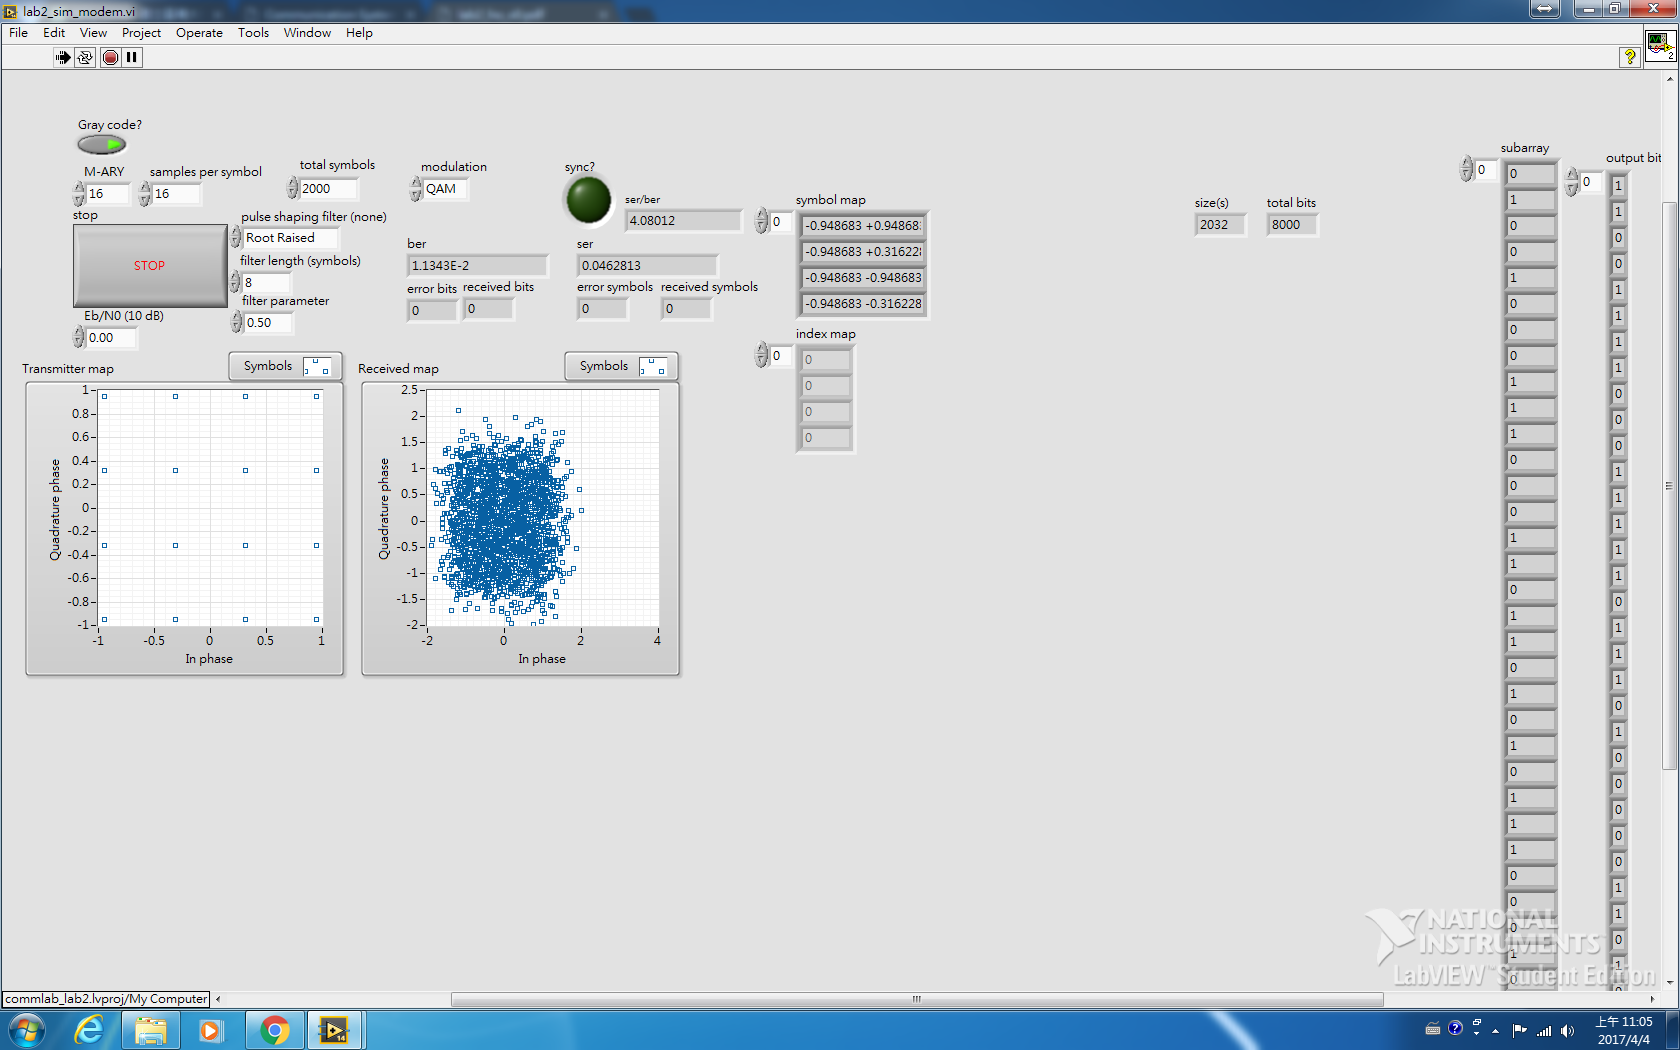 lab2_sim_modem.vi
File Edit View Project Operate Tools Window Help
2
Gray code?
M-ARY
16
samples per symbol
16
total symbols
2000
modulation
QAM
sync?
ser/ber
4.08012
stop
STOP
pulse shaping filter (none)
Root Raised
filter length (symbols)
8
filter parameter
0.50
Eb/N0 (10 dB)
0.00
ber
1.1343E-2
error bits
0
received bits
0
ser
0.0462813
error symbols
0
received symbols
0
symbol map
0
-0.948683 +0.94868
-0.948683 +0.31622
-0.948683 -0.948683
-0.948683 -0.316228
index map
0
0
0
0
0
size(s)
2032
total bits
8000
subarray
0
0
1
0
0
1
0
0
0
1
1
1
0
0
0
1
1
0
1
1
0
1
0
1
0
1
1
1
0
0
0
1
0
output bit
0
1
1
0
0
1
1
1
1
0
0
0
1
1
1
1
1
0
1
1
1
0
1
0
0
0
0
0
1
1
0
1
Transmitter map
Symbols
1
0.8
0.6
0.4
0.2
0
-0.2
-0.4
-0.6
-0.8
-1
Quadrature phase
-1 -0.5 0 0.5 1
In phase
Received map
Symbols
2.5
2
1.5
1
0.5
0
-0.5
-1
-1.5
-2
Quadrature phase
-2 0 2 4
In phase
NATIONAL
INSTRUMENTS
LabVIEW™ Student Edition
commlab_lab2.lvproj/My Computer
14
上午 11:05
2017/4/4